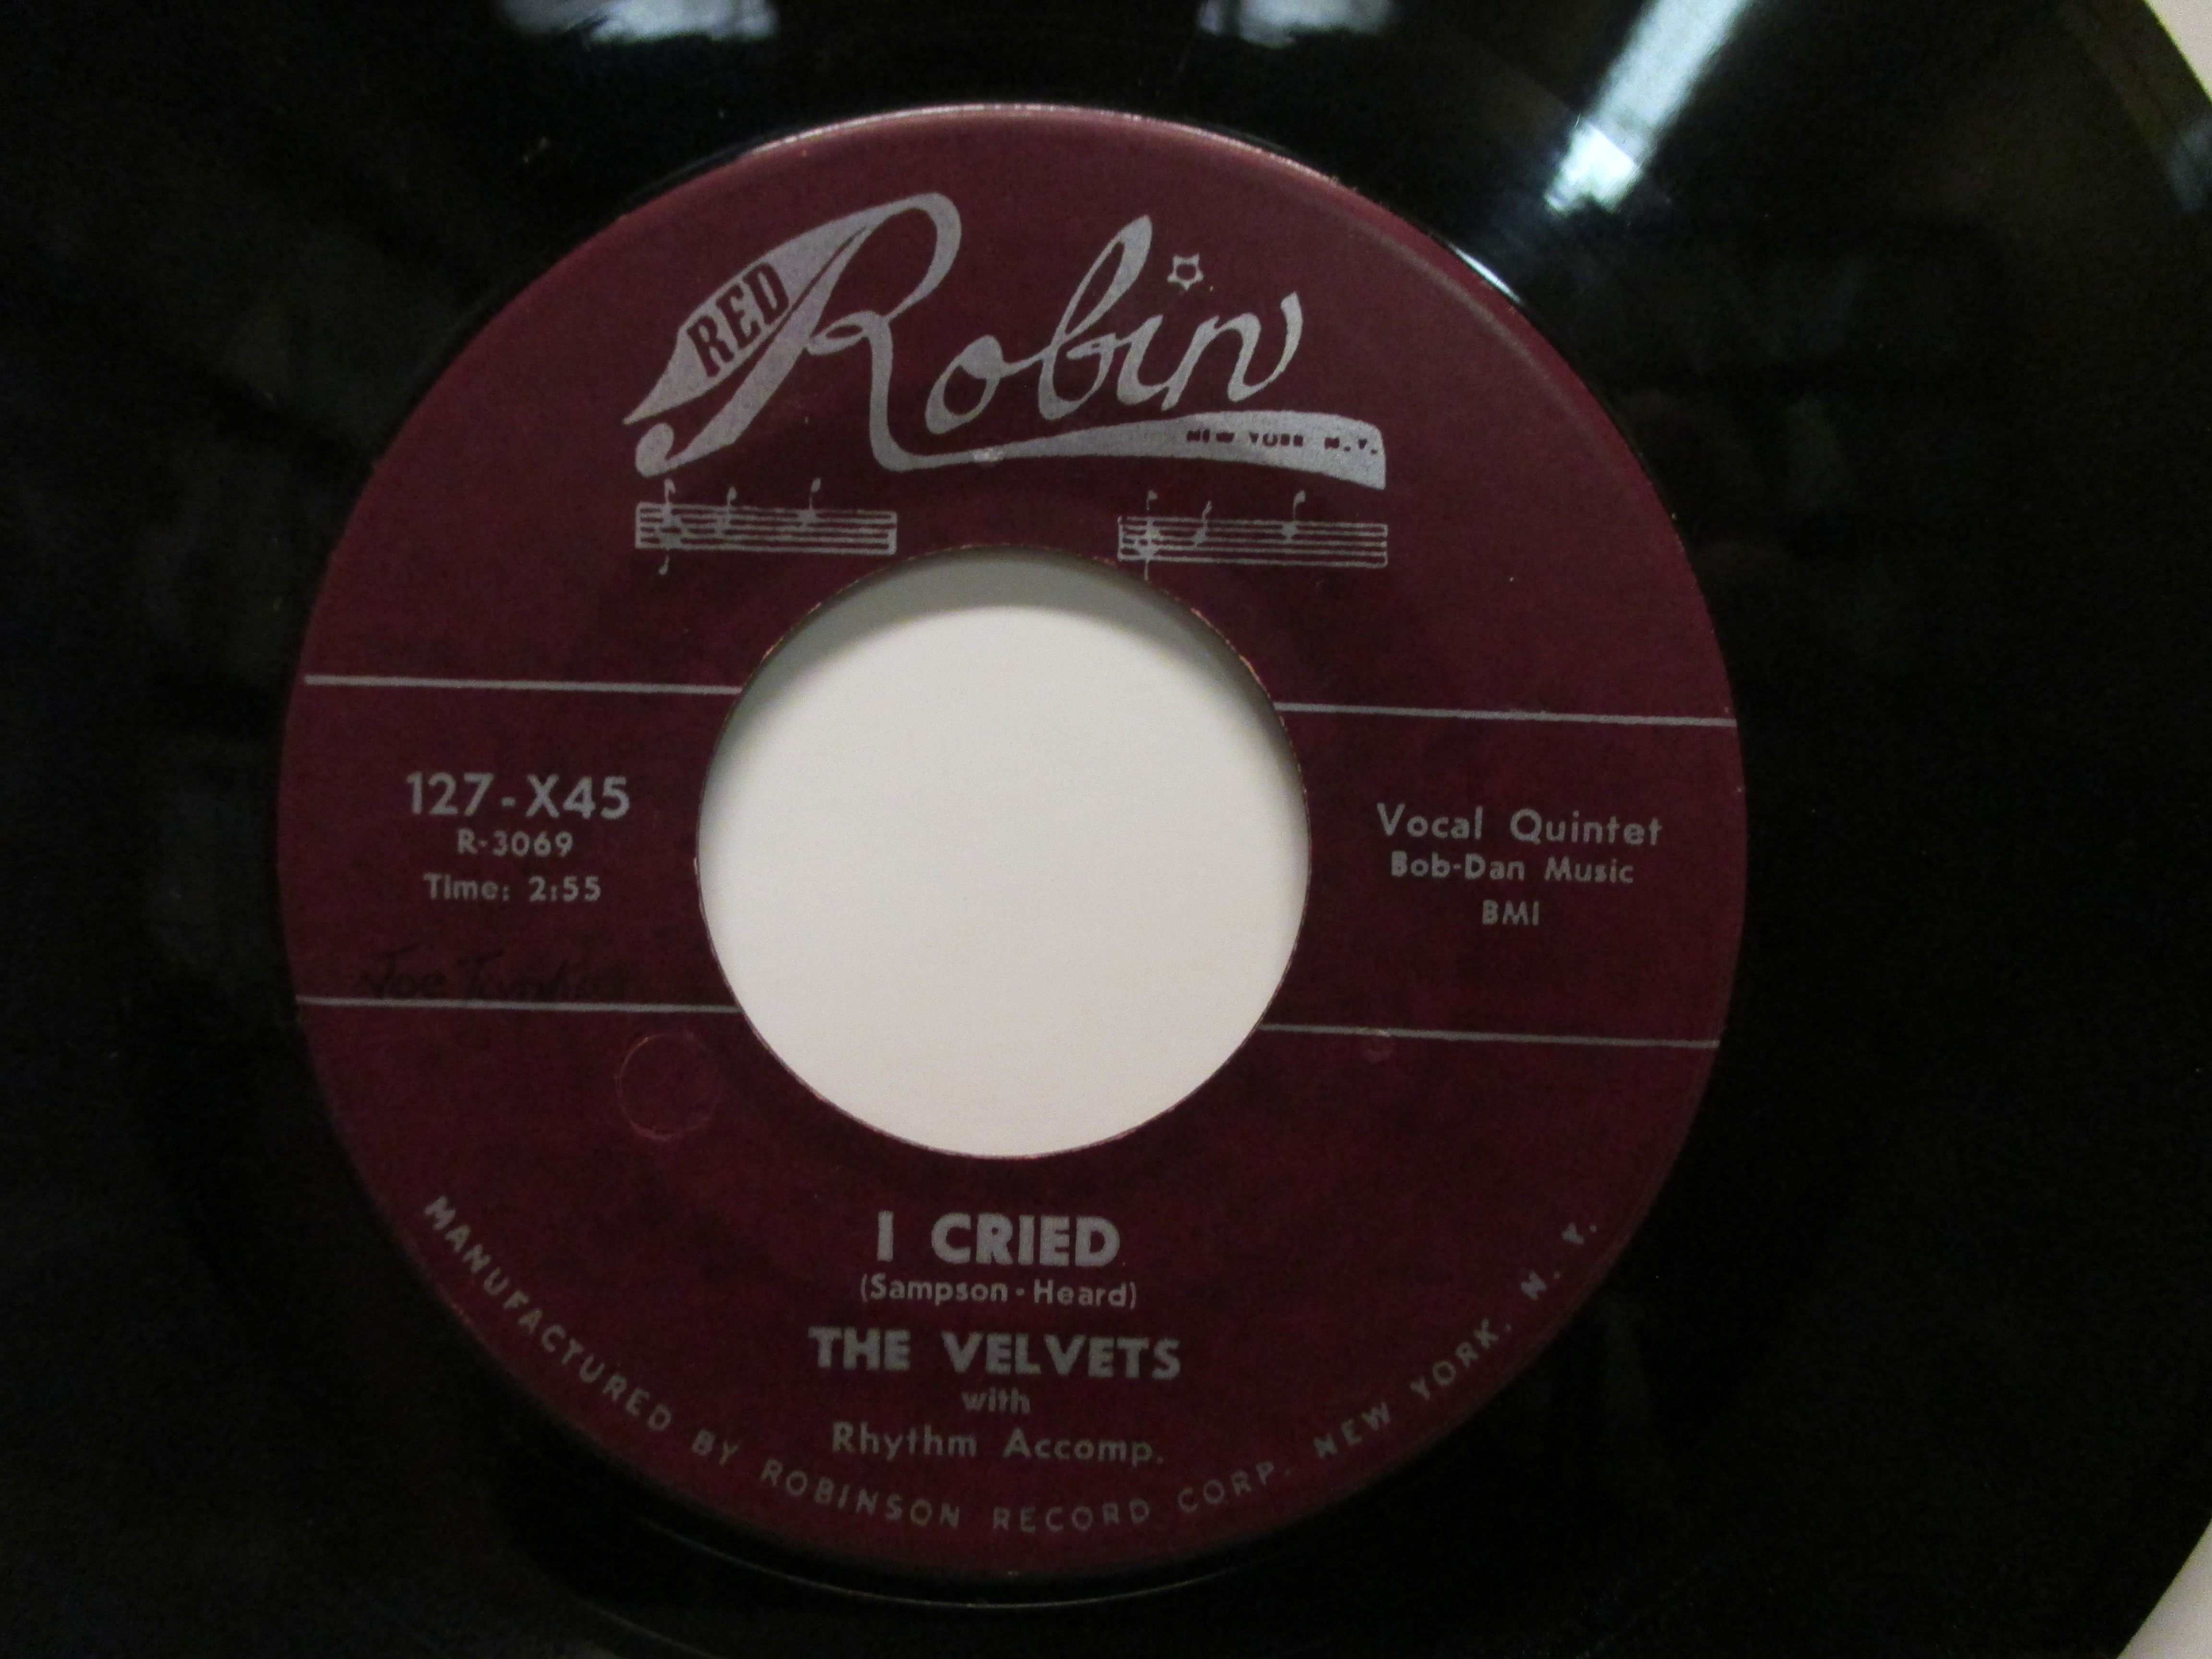 RED
Robin
NEW YORK N.Y.
127-X45
R-3069
Time: 2:55
Vocal Quintet
Bob-Dan Music
BMI
Joe
I CRIED
(Sampson-Heard)
THE VELVETS
with
Rhythm Accomp.
MANUFACTURED BY ROBINSON RECORD CORP. NEW YORK. N. Y.